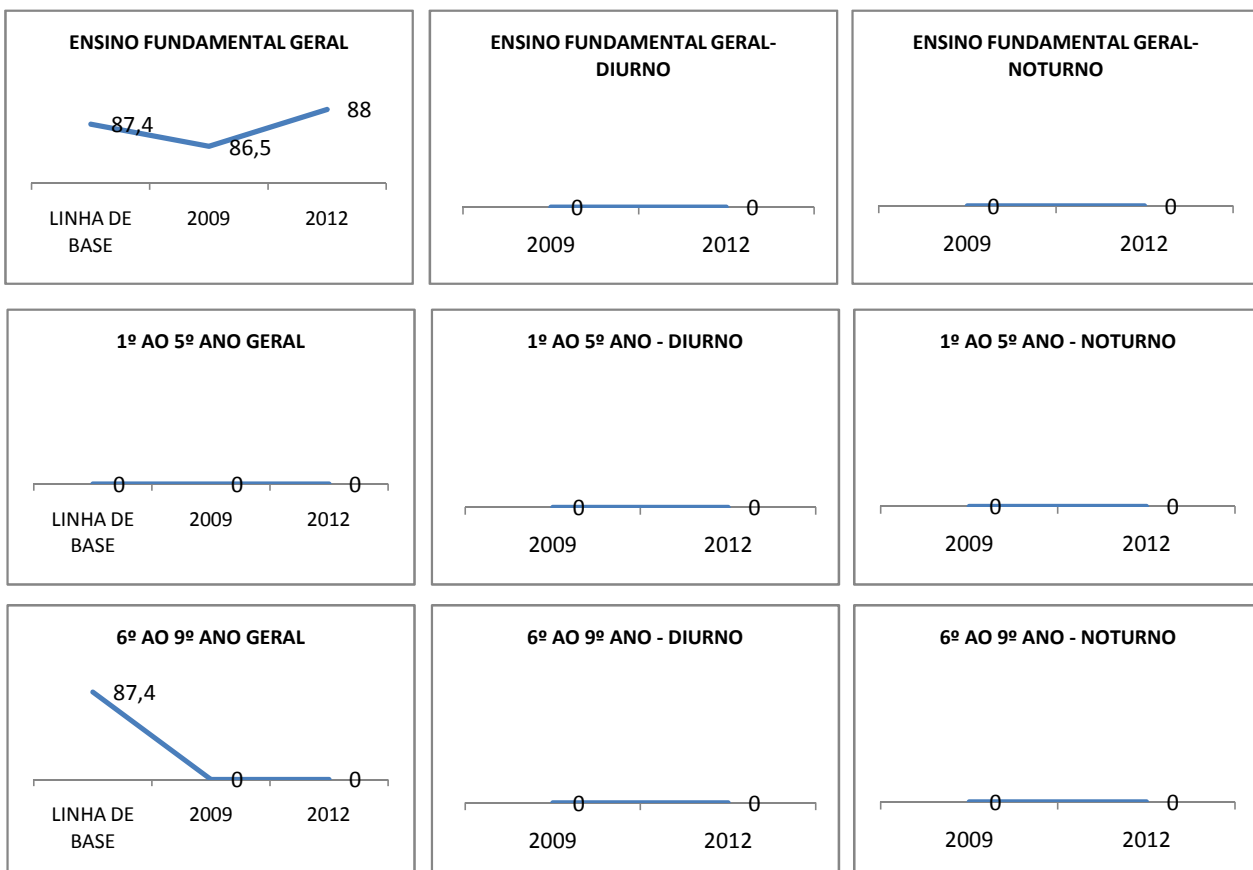 ENSINO FUNDAMENTAL GERAL
87,4
86,5
88
LINHA DE
BASE
2009
2012
ENSINO FUNDAMENTAL GERAL-
DIURNO
0
0
2009
2012
ENSINO FUNDAMENTAL GERAL-
NOTURNO
0
0
2009
2012
1º AO 5º ANO GERAL
0
0
0
LINHA DE
BASE
2009
2012
1º AO 5º ANO - DIURNO
0
0
2009
2012
1º AO 5º ANO - NOTURNO
0
0
2009
2012
6º AO 9º ANO GERAL
87,4
0
0
LINHA DE
BASE
2009
2012
6º AO 9º ANO - DIURNO
0
0
2009
2012
6º AO 9º ANO - NOTURNO
0
0
2009
2012